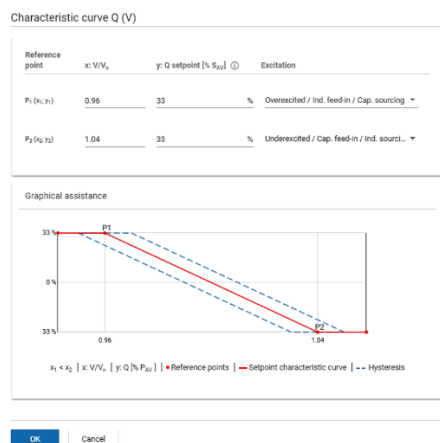 Characteristic curve Q (V)
Reference point x: V/Vₙ y: Q setpoint [% S_AV] ⓘ Excitation
P₁ (x₁; y₁) 0.96 33 % Overexcited / Ind. feed-in / Cap. sourcing
P₂ (x₂; y₂) 1.04 33 % Underexcited / Cap. feed-in / Ind. sourci...
Graphical assistance
33 %
P1
0 %
33 %
P2
0.96 1.04
x₁ < x₂ | x: V/Vₙ | y: Q [% P_AV] | Reference points | Setpoint characteristic curve | Hysteresis
OK Cancel